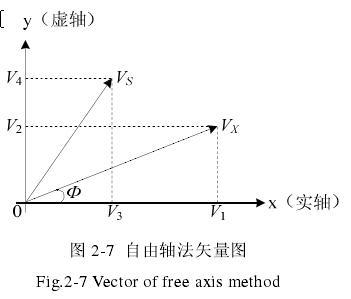 y（虚轴）
V4
VS
V2
VX
Φ
0
V3
V1
x（实轴）
图 2-7 自由轴法矢量图
Fig.2-7 Vector of free axis method